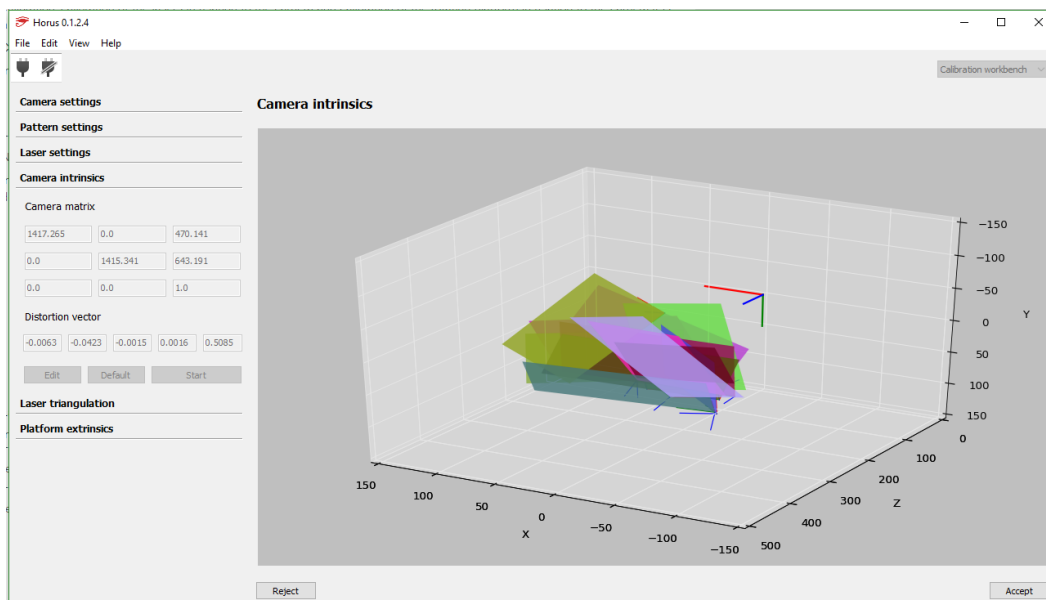 Horus 0.1.2.4
File Edit View Help
Calibration workbench
Camera settings
Pattern settings
Laser settings
Camera intrinsics
Camera matrix
1417.265 0.0 470.141
0.0 1415.341 643.191
0.0 0.0 1.0
Distortion vector
-0.0063 -0.0423 -0.0015 0.0016 0.5085
Edit Default Start
Laser triangulation
Platform extrinsics
Camera intrinsics
−150
−100
−50
0
50
100
150
Y
0
100
200
300
400
500
Z
150
100
50
0
−50
−100
−150
X
Reject Accept